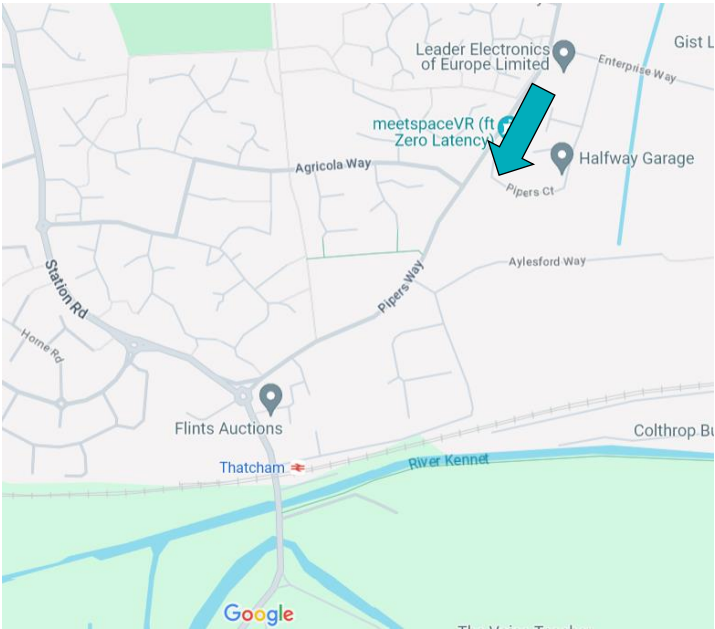 Leader Electronics
of Europe Limited
Gist L
Enterprise Way
meetspaceVR (ft
Zero Latency
Halfway Garage
Agricola Way
Pipers Ct
Aylesford Way
Station Rd
Pipers Way
Home Rd
Flints Auctions
Colthrop Bu
Thatcham
River Kennet
Google